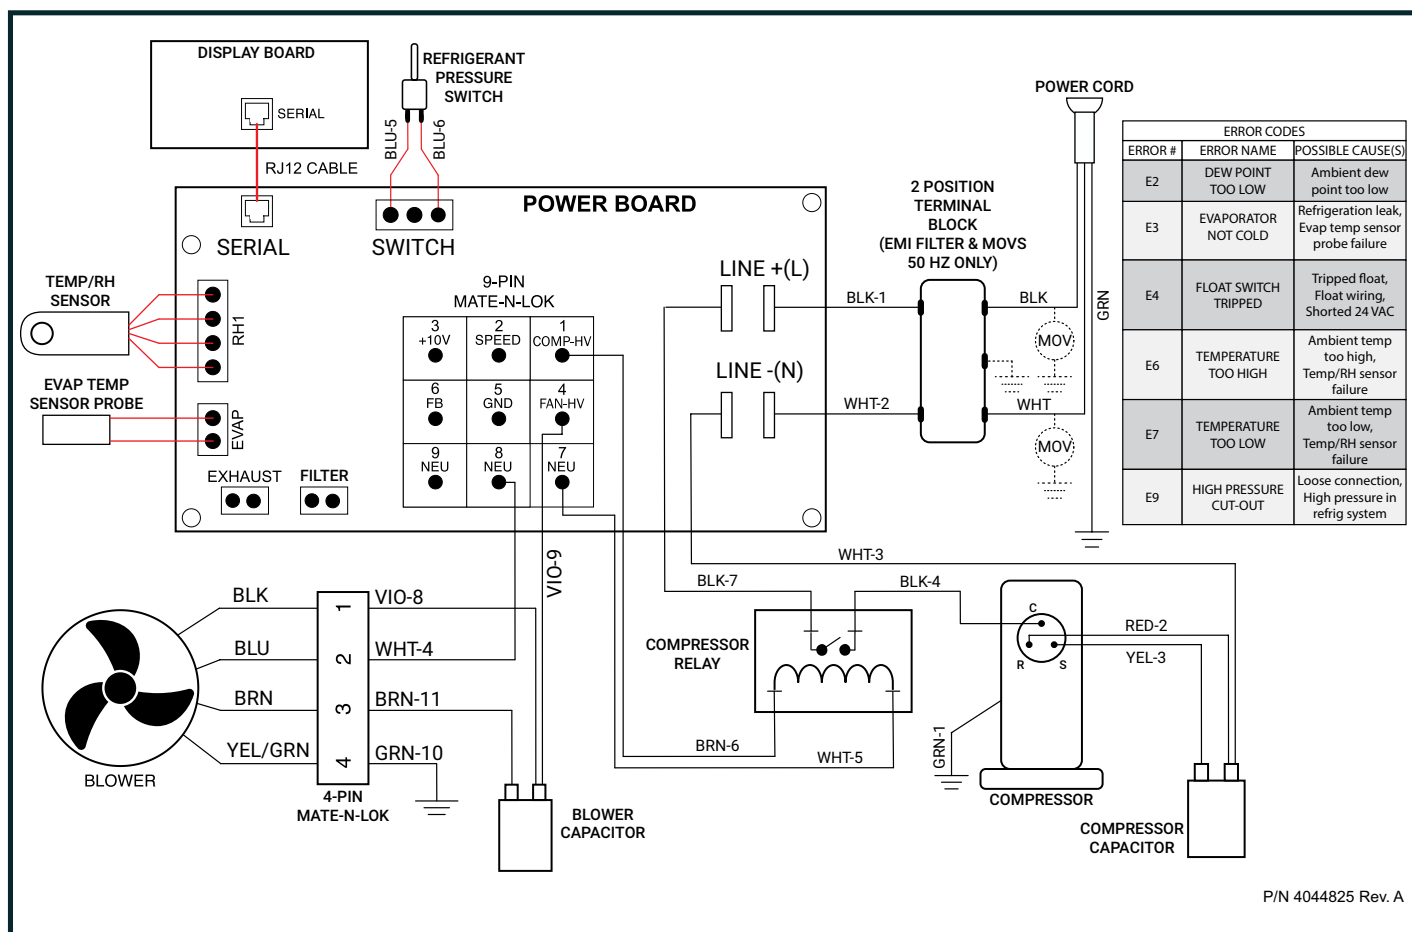 DISPLAY BOARD
SERIAL
RJ12 CABLE
REFRIGERANT
PRESSURE
SWITCH
BLU-5
BLU-6
POWER CORD
GRN
POWER BOARD
SERIAL
SWITCH
TEMP/RH
SENSOR
RH1
EVAP TEMP
SENSOR PROBE
EVAP
EXHAUST
FILTER
9-PIN
MATE-N-LOK
3
+10V
2
SPEED
1
COMP-HV
6
FB
5
GND
4
FAN-HV
9
NEU
8
NEU
7
NEU
LINE +(L)
LINE -(N)
BLK-1
WHT-2
2 POSITION
TERMINAL
BLOCK
(EMI FILTER & MOVS
50 HZ ONLY)
BLK
WHT
MOV
MOV
ERROR CODES
ERROR # ERROR NAME POSSIBLE CAUSE(S)
E2
DEW POINT
TOO LOW
Ambient dew
point too low
E3
EVAPORATOR
NOT COLD
Refrigeration leak,
Evap temp sensor
probe failure
E4
FLOAT SWITCH
TRIPPED
Tripped float,
Float wiring,
Shorted 24 VAC
E6
TEMPERATURE
TOO HIGH
Ambient temp
too high,
Temp/RH sensor
failure
E7
TEMPERATURE
TOO LOW
Ambient temp
too low,
Temp/RH sensor
failure
E9
HIGH PRESSURE
CUT-OUT
Loose connection,
High pressure in
refrig system
WHT-3
BLK-7
BLK-4
VIO-9
BLK
BLU
BRN
YEL/GRN
BLOWER
1
2
3
4
4-PIN
MATE-N-LOK
VIO-8
WHT-4
BRN-11
GRN-10
BLOWER
CAPACITOR
COMPRESSOR
RELAY
BRN-6
WHT-5
C
R
S
GRN-1
COMPRESSOR
RED-2
YEL-3
COMPRESSOR
CAPACITOR
P/N 4044825 Rev. A